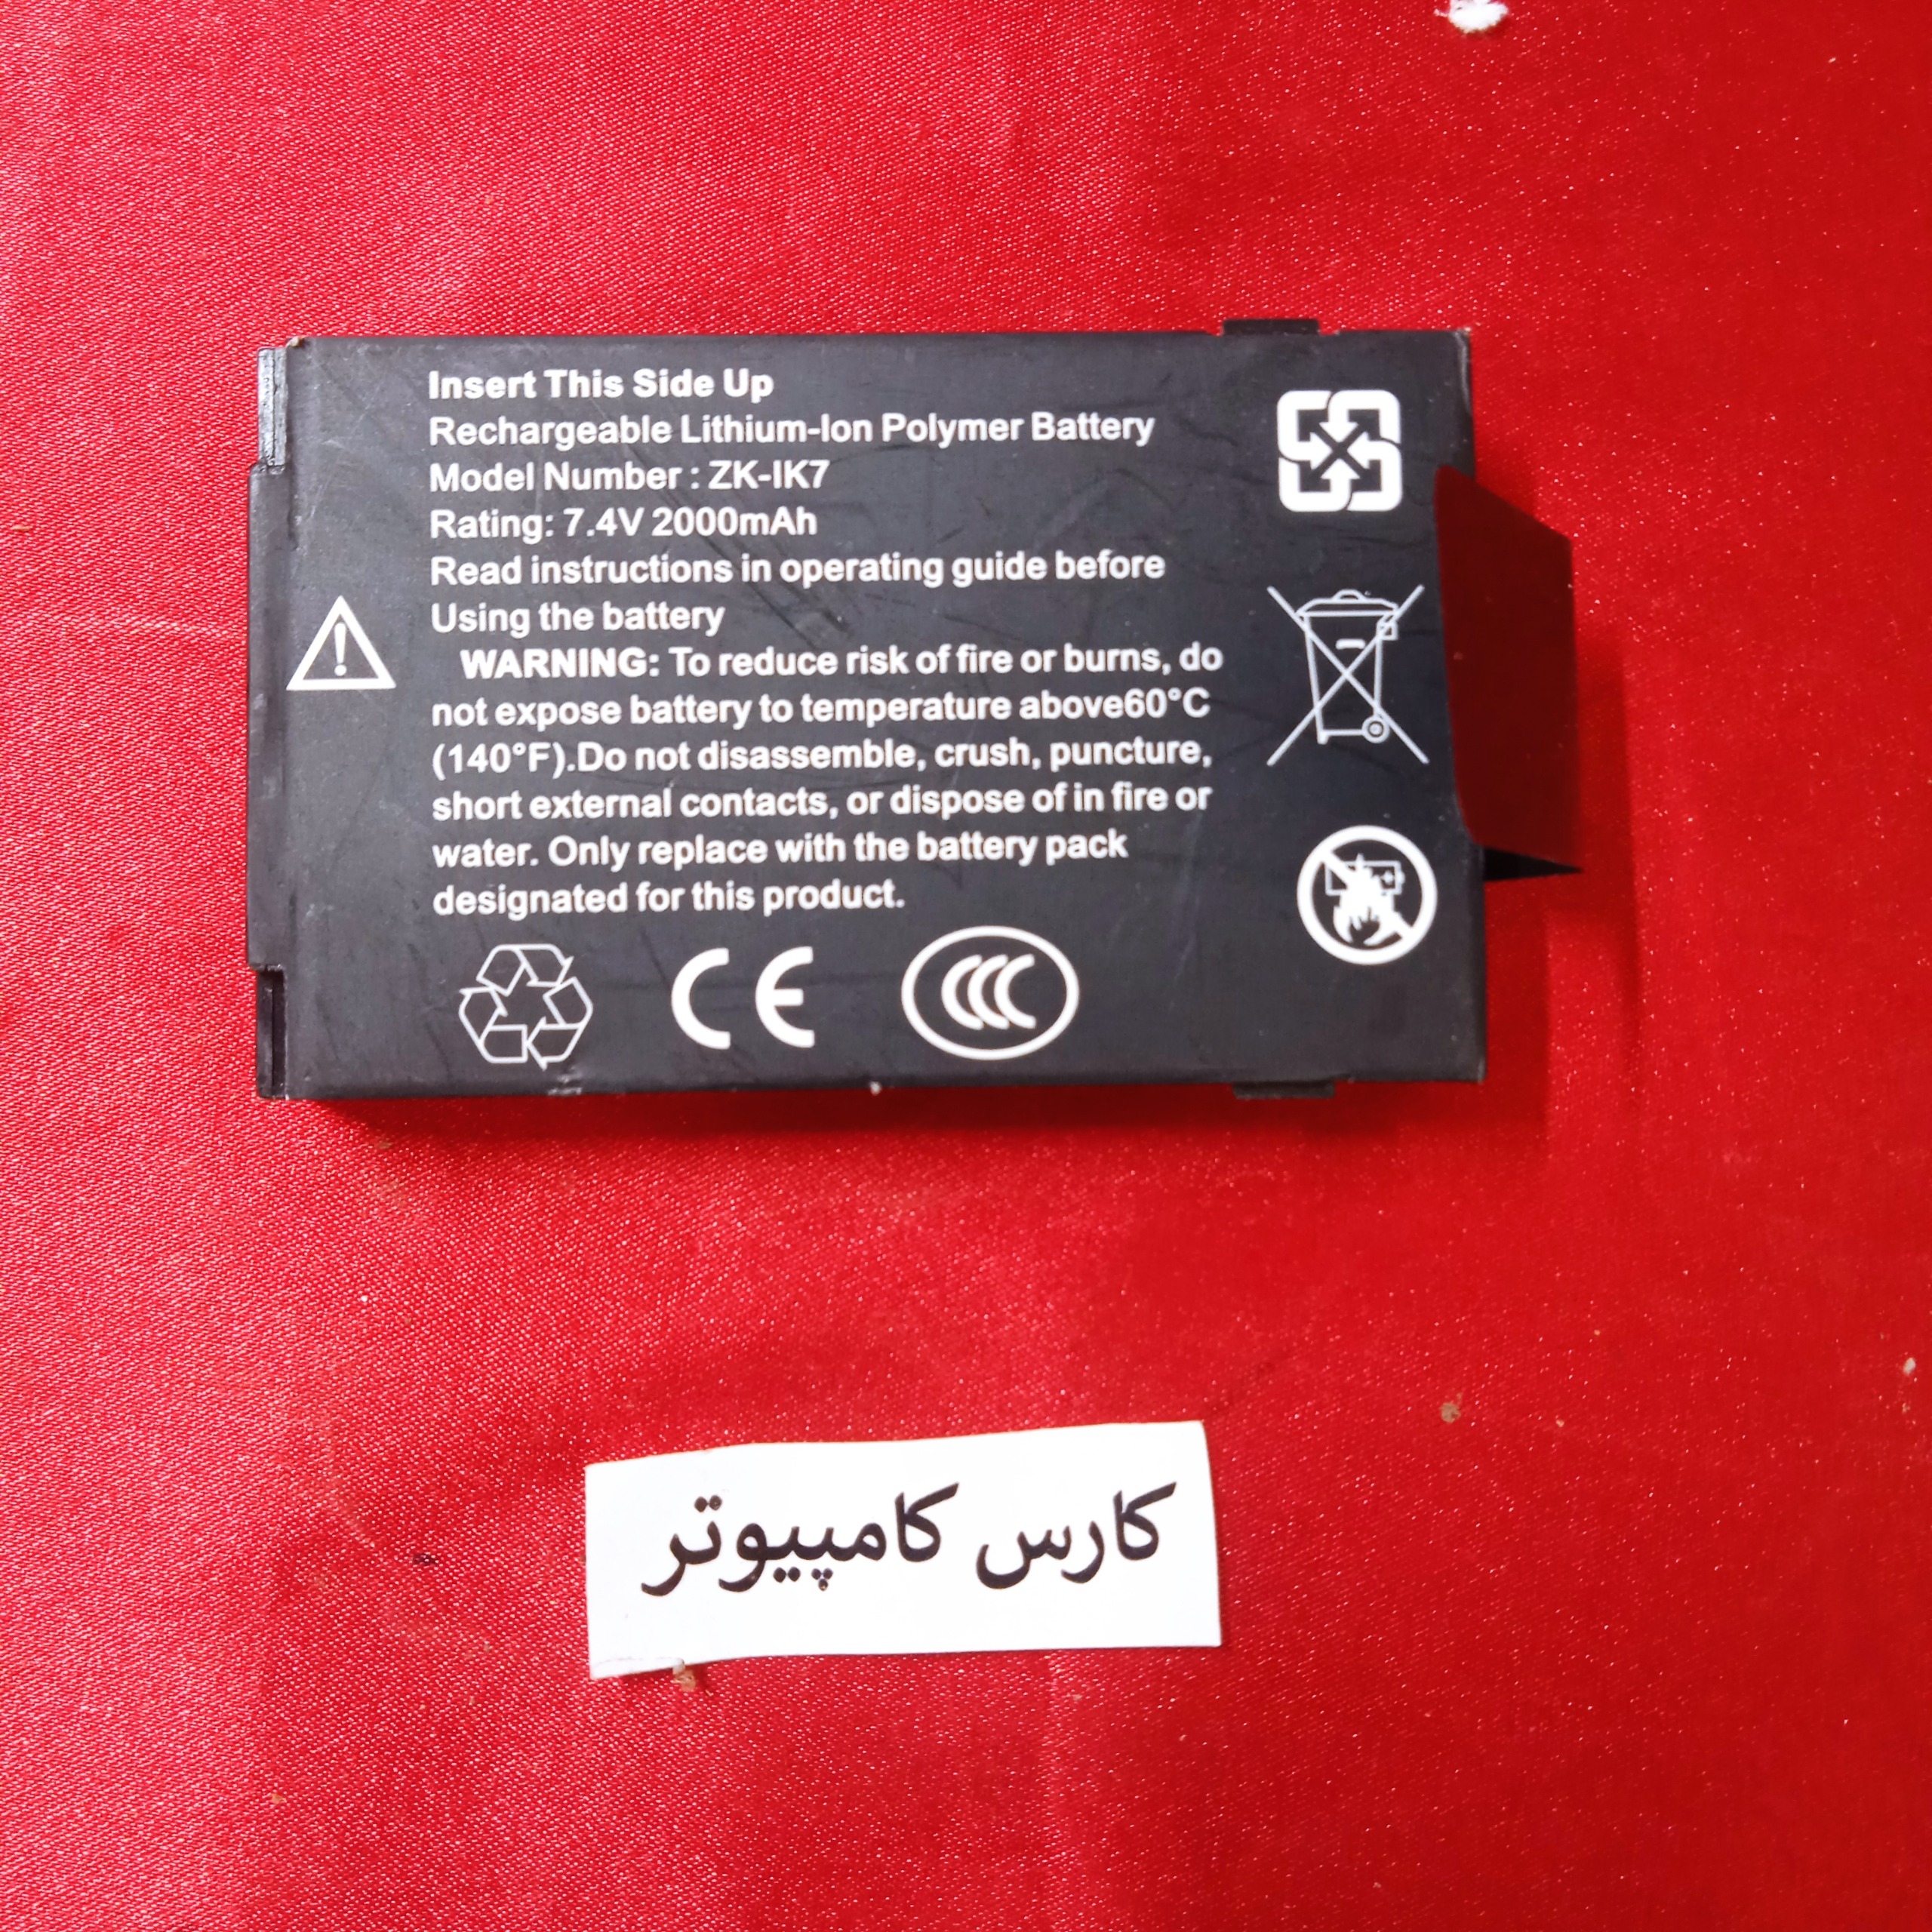 Insert This Side Up
Rechargeable Lithium-Ion Polymer Battery
Model Number : ZK-IK7
Rating: 7.4V 2000mAh
Read instructions in operating guide before
Using the battery
WARNING: To reduce risk of fire or burns, do
not expose battery to temperature above60°C
(140°F).Do not disassemble, crush, puncture,
short external contacts, or dispose of in fire or
water. Only replace with the battery pack
designated for this product.
CE
CCC
کارس کامپیوتر